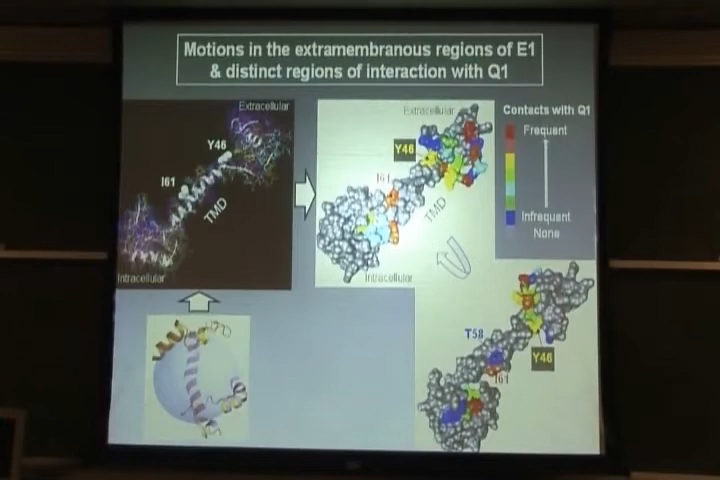 Motions in the extramembranous regions of E1
& distinct regions of interaction with Q1
Extracellular
Y46
I61
TMD
Intracellular
Extracellular
Y46
I61
TMD
Intracellular
Contacts with Q1
Frequent
Infrequent
None
T58
Y46
I61